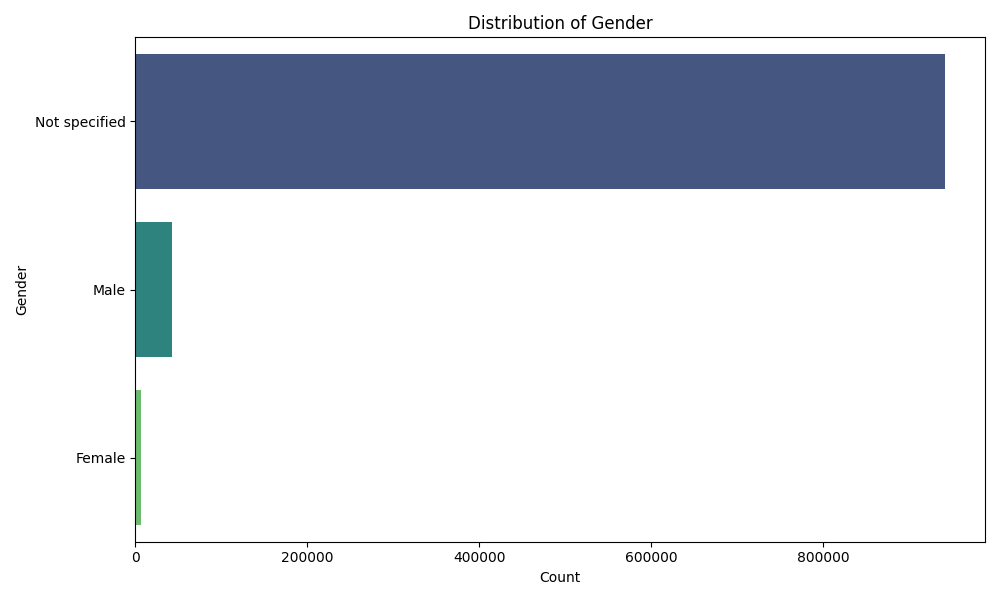 Distribution of Gender
Gender
Not specified
Male
Female
0 200000 400000 600000 800000
Count